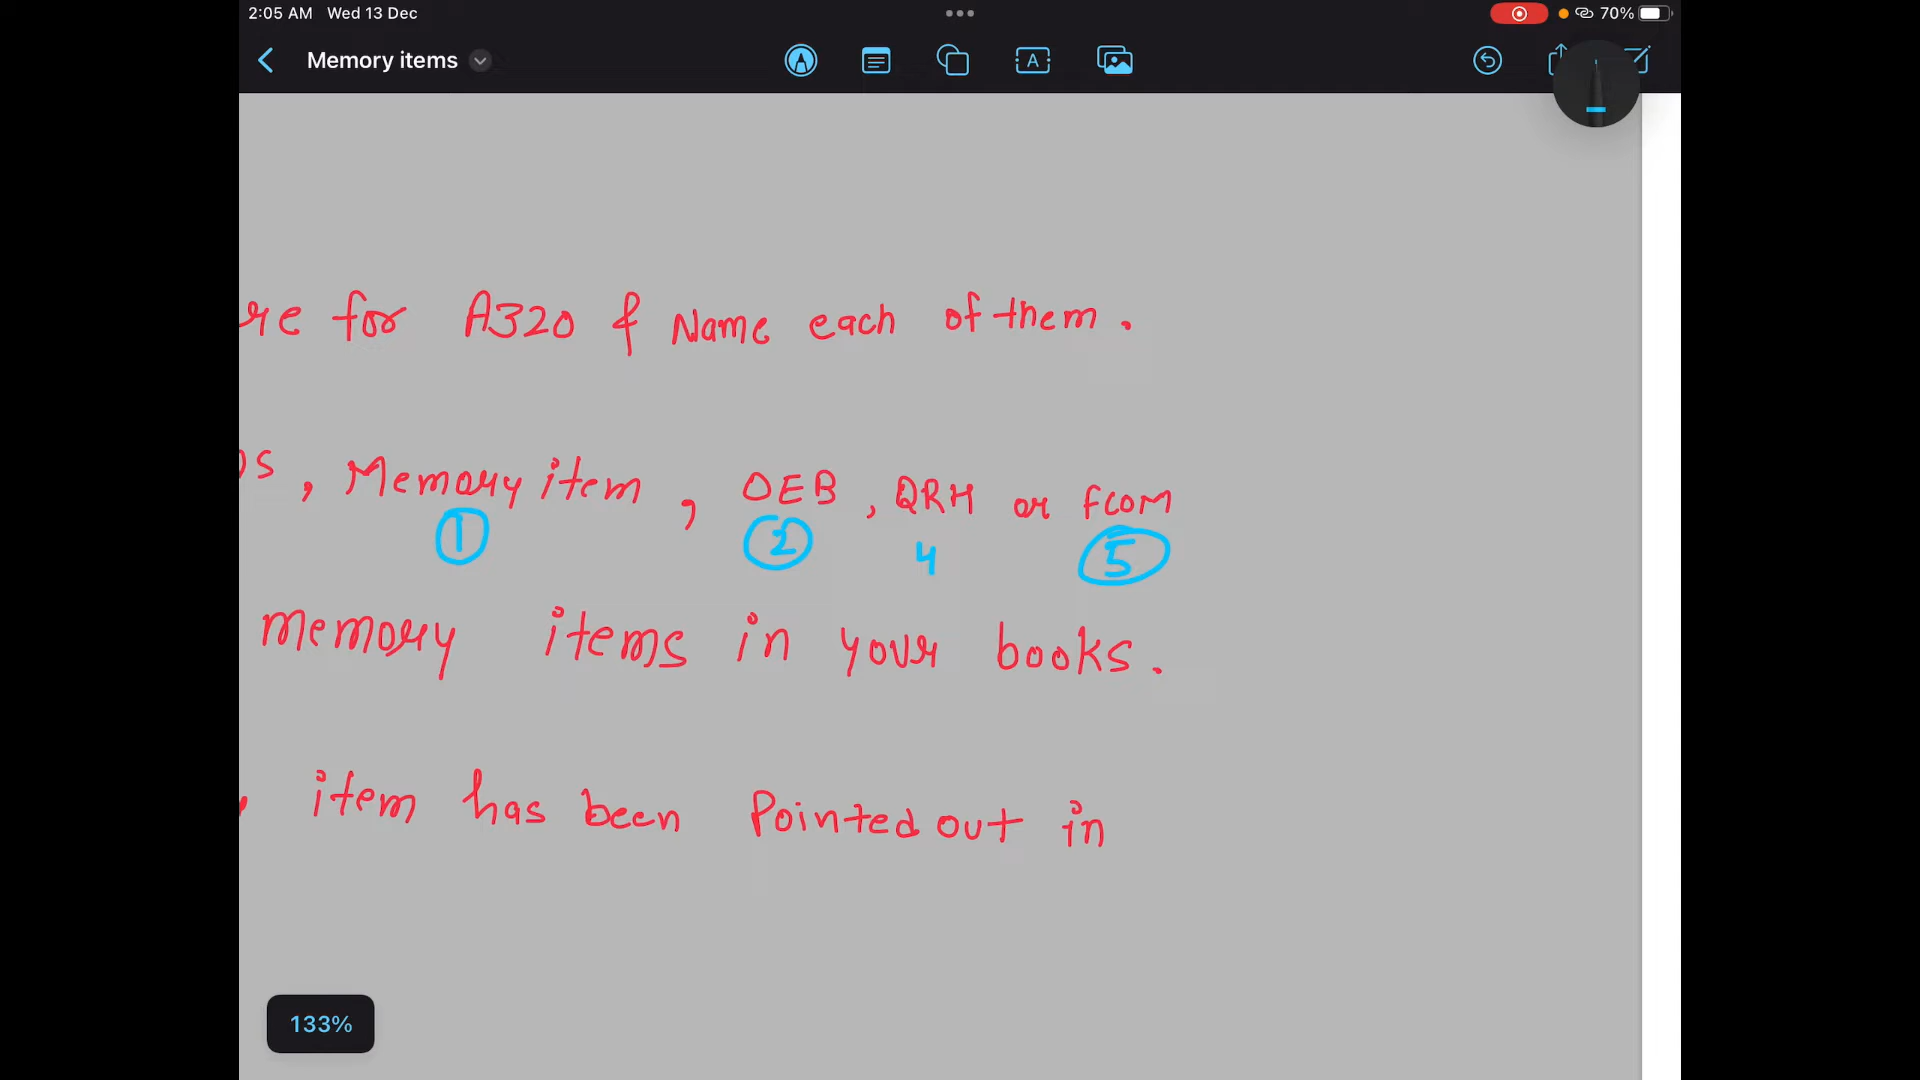 2:05 AM Wed 13 Dec
70%
Memory items
A
re for A320 & Name each of them.
s, Memory item, OEB, QRH or FCOM
1 2 4 5
memory items in your books.
item has been Pointed out in
133%